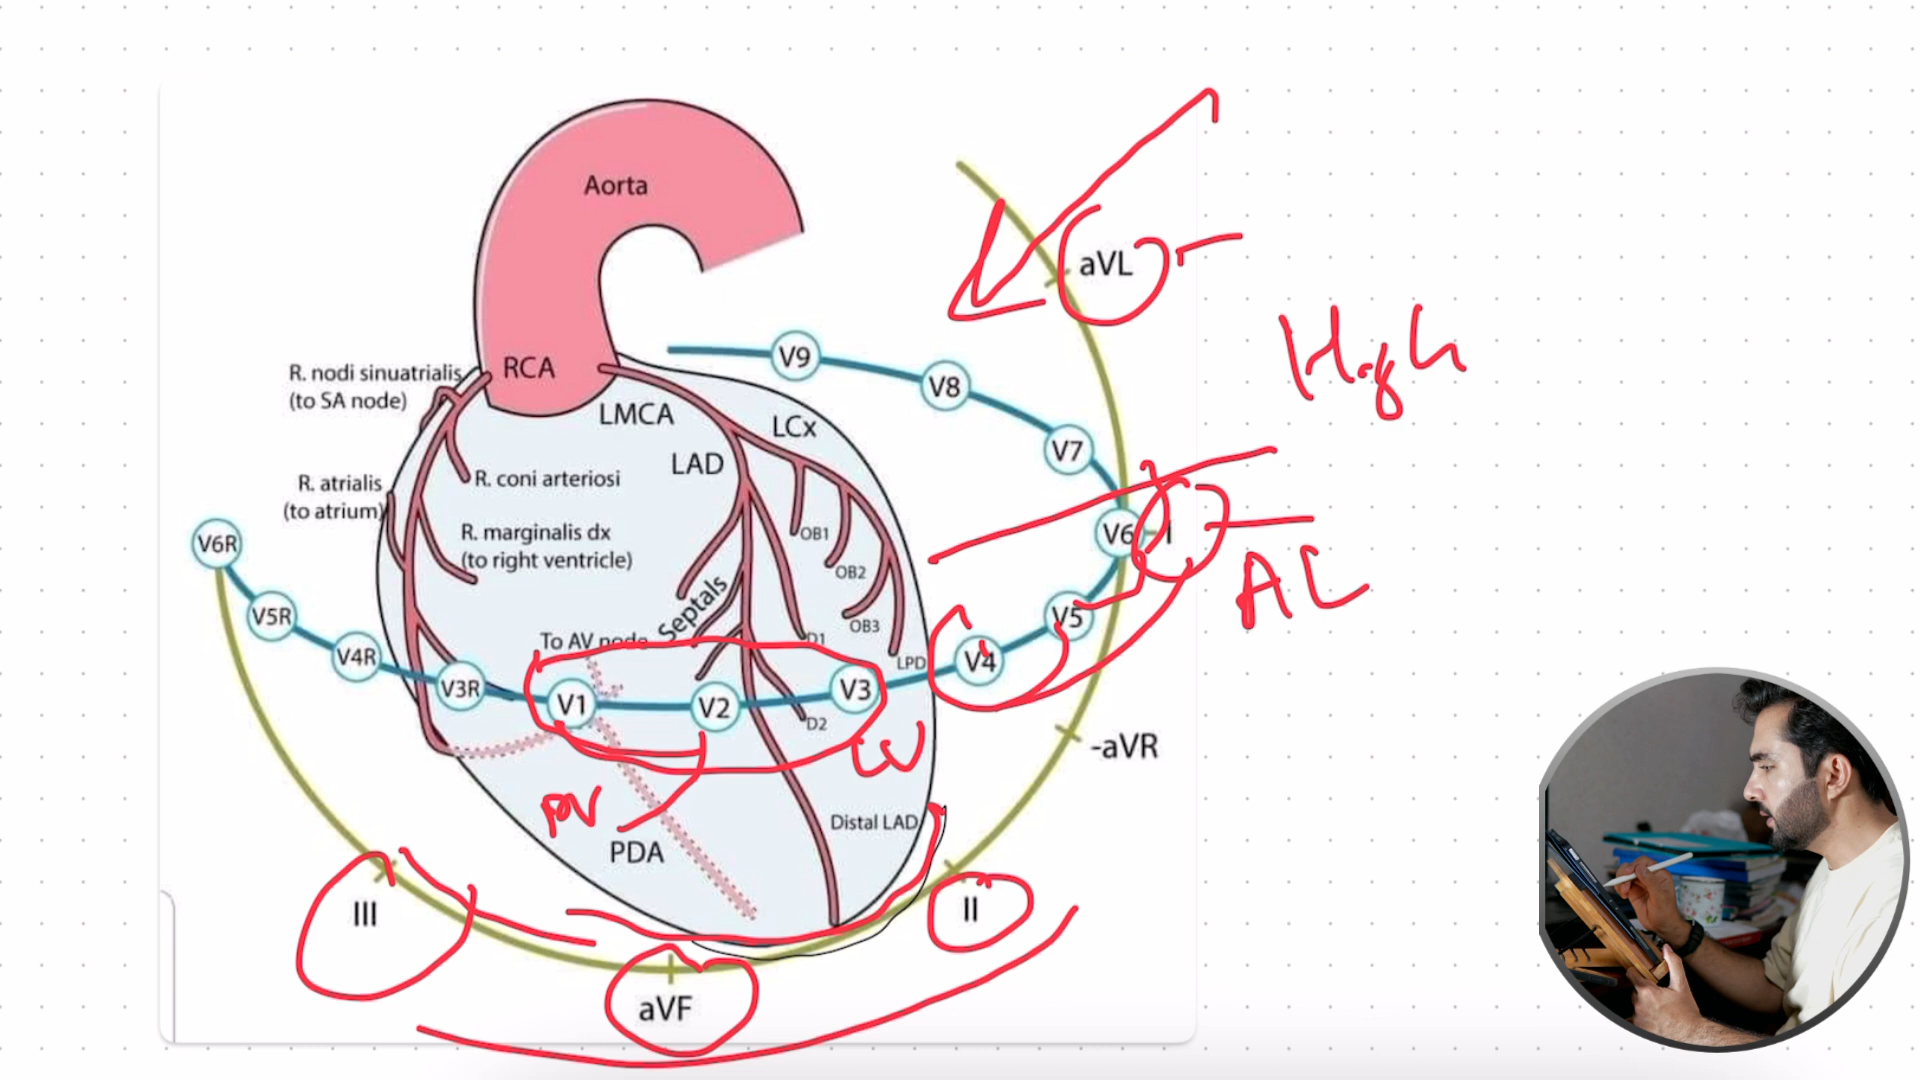 Aorta
aVL
High
V9
V8
V7
RCA
R. nodi sinuatrialis
(to SA node)
LMCA
LCx
LAD
R. coni arteriosi
R. atrialis
(to atrium)
R. marginalis dx
(to right ventricle)
OB1
OB2
OB3
V6R
V6
I
AL
V5R
V5
Septals
To AV node
D1
V4R
V4
LPD
V3R
V1
V2
V3
D2
-aVR
LV
RV
Distal LAD
PDA
III
II
aVF